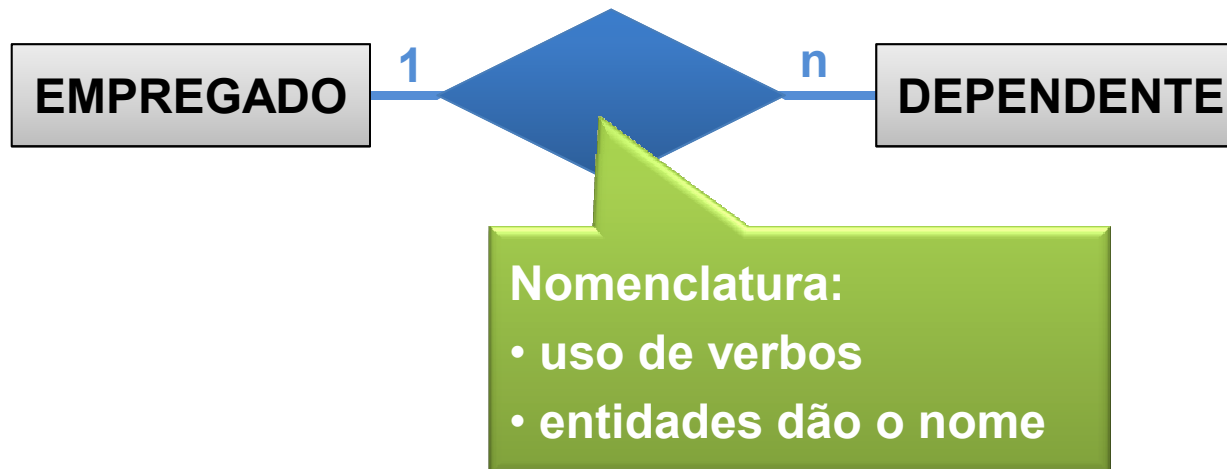 EMPREGADO 1 n DEPENDENTE
Nomenclatura:
• uso de verbos
• entidades dão o nome